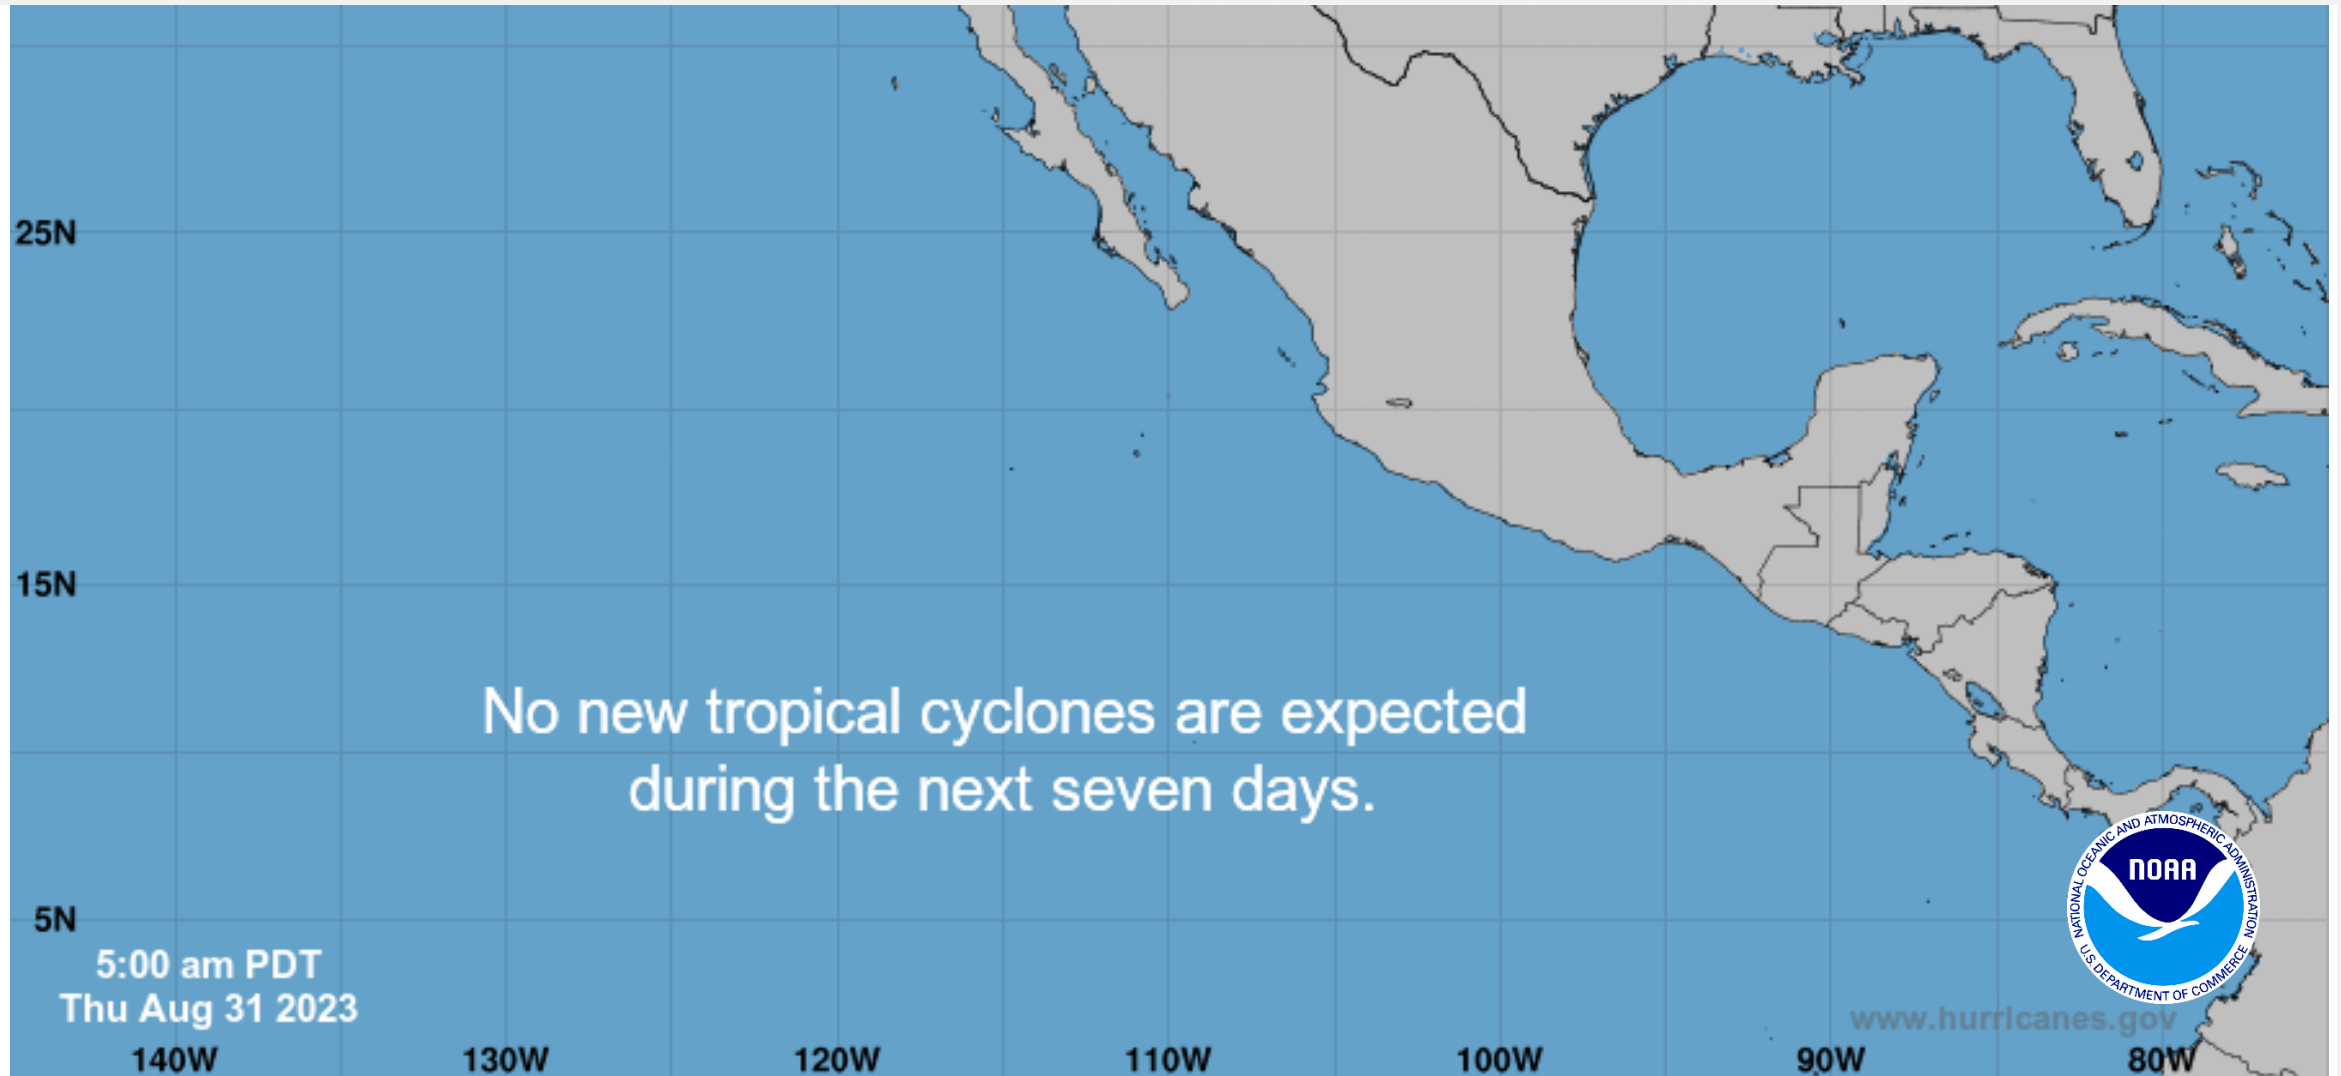 25N
15N
No new tropical cyclones are expected
during the next seven days.
5N
5:00 am PDT
Thu Aug 31 2023
NATIONAL OCEANIC AND ATMOSPHERIC ADMINISTRATION
NOAA
U.S. DEPARTMENT OF COMMERCE
www.hurricanes.gov
140W 130W 120W 110W 100W 90W 80W